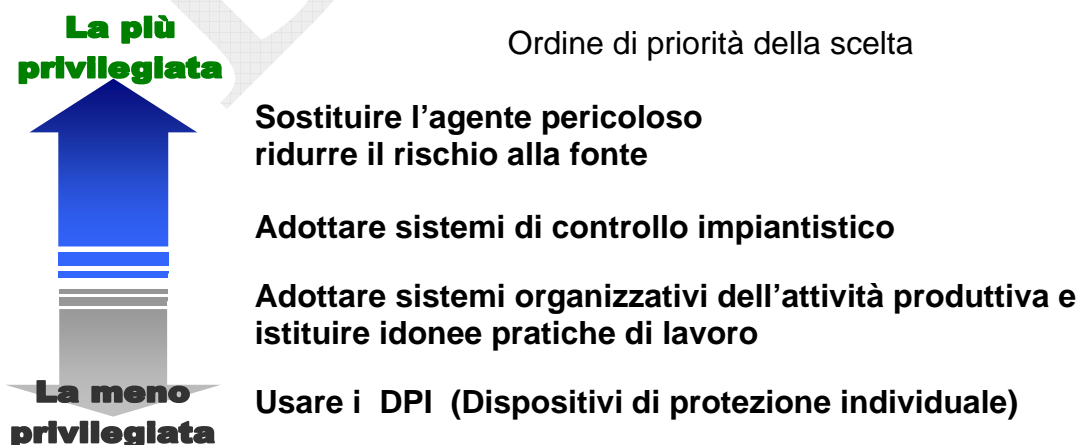 La più
privilegiata
Ordine di priorità della scelta
Sostituire l'agente pericoloso
ridurre il rischio alla fonte
Adottare sistemi di controllo impiantistico
Adottare sistemi organizzativi dell'attività produttiva e
istituire idonee pratiche di lavoro
Usare i  DPI  (Dispositivi di protezione individuale)
La meno
privilegiata